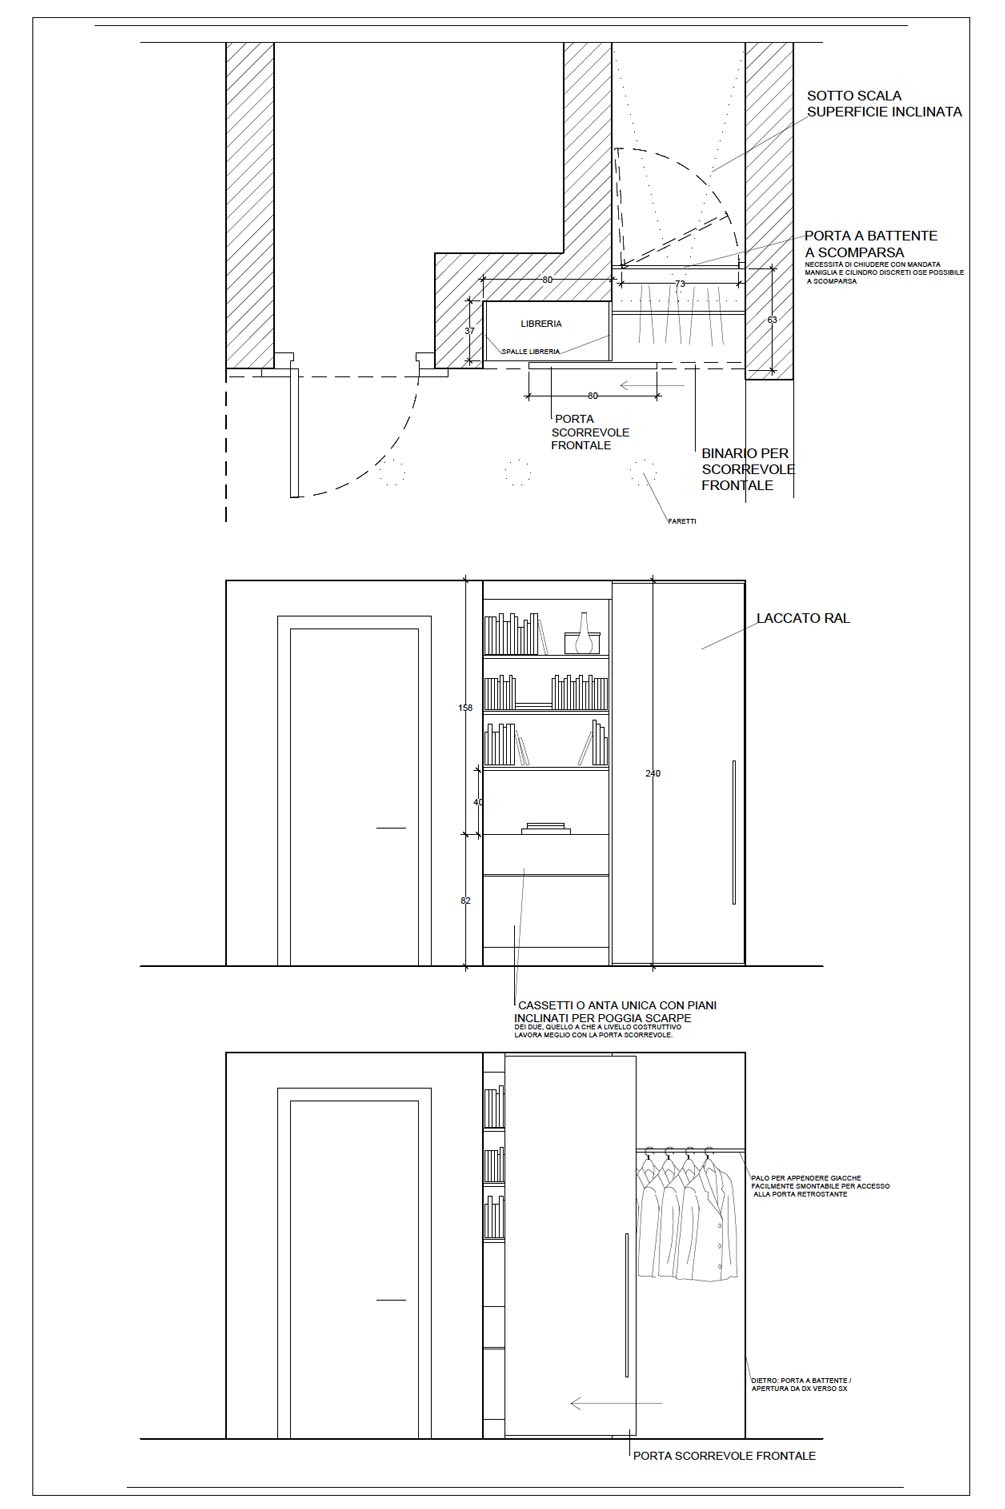 SOTTO SCALA
SUPERFICIE INCLINATA
PORTA A BATTENTE
A SCOMPARSA
NECESSITÀ DI CHIUDERE CON MANDATA
MANIGLIA E CILINDRO DISCRETI OSE POSSIBILE
A SCOMPARSA
80
73
63
37
LIBRERIA
SPALLE LIBRERIA
80
PORTA
SCORREVOLE
FRONTALE
BINARIO PER
SCORREVOLE
FRONTALE
FARETTI
LACCATO RAL
158
240
40
82
CASSETTI O ANTA UNICA CON PIANI
INCLINATI PER POGGIA SCARPE
DEI DUE, QUELLO A CHE A LIVELLO COSTRUTTIVO
LAVORA MEGLIO CON LA PORTA SCORREVOLE.
PALO PER APPENDERE GIACCHE
FACILMENTE SMONTABILE PER ACCESSO
ALLA PORTA RETROSTANTE
DIETRO: PORTA A BATTENTE /
APERTURA DA DX VERSO SX
PORTA SCORREVOLE FRONTALE